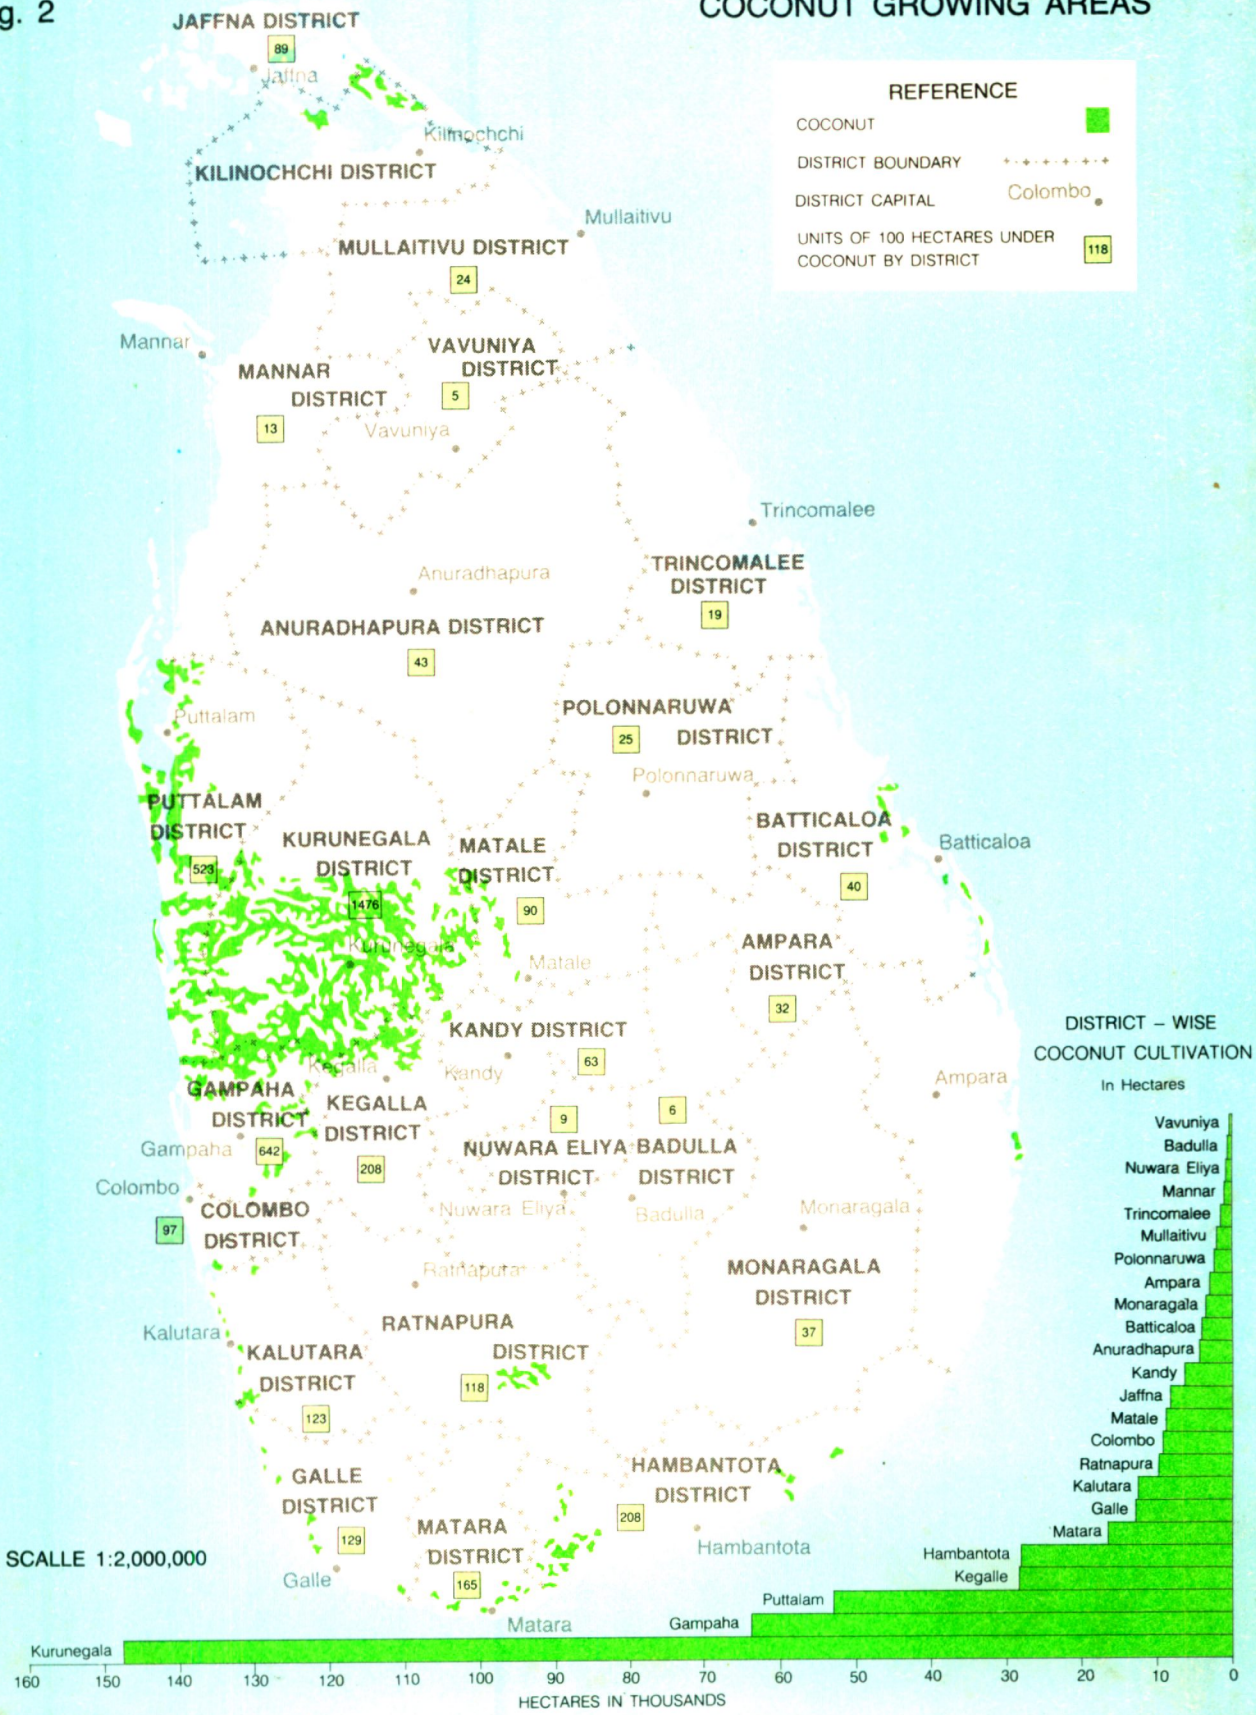 g. 2
COCONUT GROWING AREAS
JAFFNA DISTRICT
89
Jaffna
REFERENCE
COCONUT
DISTRICT BOUNDARY
DISTRICT CAPITAL Colombo
UNITS OF 100 HECTARES UNDER
COCONUT BY DISTRICT
118
Kilinochchi
KILINOCHCHI DISTRICT
Mullaitivu
MULLAITIVU DISTRICT
24
Mannar
VAVUNIYA
DISTRICT
5
MANNAR
DISTRICT
13
Vavuniya
Trincomalee
TRINCOMALEE
DISTRICT
19
Anuradhapura
ANURADHAPURA DISTRICT
43
Puttalam
POLONNARUWA
25 DISTRICT
Polonnaruwa
PUTTALAM
DISTRICT
523
KURUNEGALA
DISTRICT
1476
Kurunegala
MATALE
DISTRICT
90
Matale
BATTICALOA
DISTRICT
40
Batticaloa
AMPARA
DISTRICT
32
Ampara
KANDY DISTRICT
63
Kandy
Kegalla
GAMPAHA
DISTRICT
642
Gampaha
KEGALLA
DISTRICT
208
9
NUWARA ELIYA
DISTRICT
Nuwara Eliya
6
BADULLA
DISTRICT
Badulla
Colombo
97
COLOMBO
DISTRICT
Monaragala
MONARAGALA
DISTRICT
37
Ratnapura
RATNAPURA
DISTRICT
118
Kalutara
KALUTARA
DISTRICT
123
GALLE
DISTRICT
129
Galle
MATARA
DISTRICT
165
Matara
HAMBANTOTA
DISTRICT
208
Hambantota
SCALLE 1:2,000,000
DISTRICT – WISE
COCONUT CULTIVATION
In Hectares
Vavuniya
Badulla
Nuwara Eliya
Mannar
Trincomalee
Mullaitivu
Polonnaruwa
Ampara
Monaragala
Batticaloa
Anuradhapura
Kandy
Jaffna
Matale
Colombo
Ratnapura
Kalutara
Galle
Matara
Hambantota
Kegalle
Puttalam
Gampaha
Kurunegala
160 150 140 130 120 110 100 90 80 70 60 50 40 30 20 10 0
HECTARES IN THOUSANDS